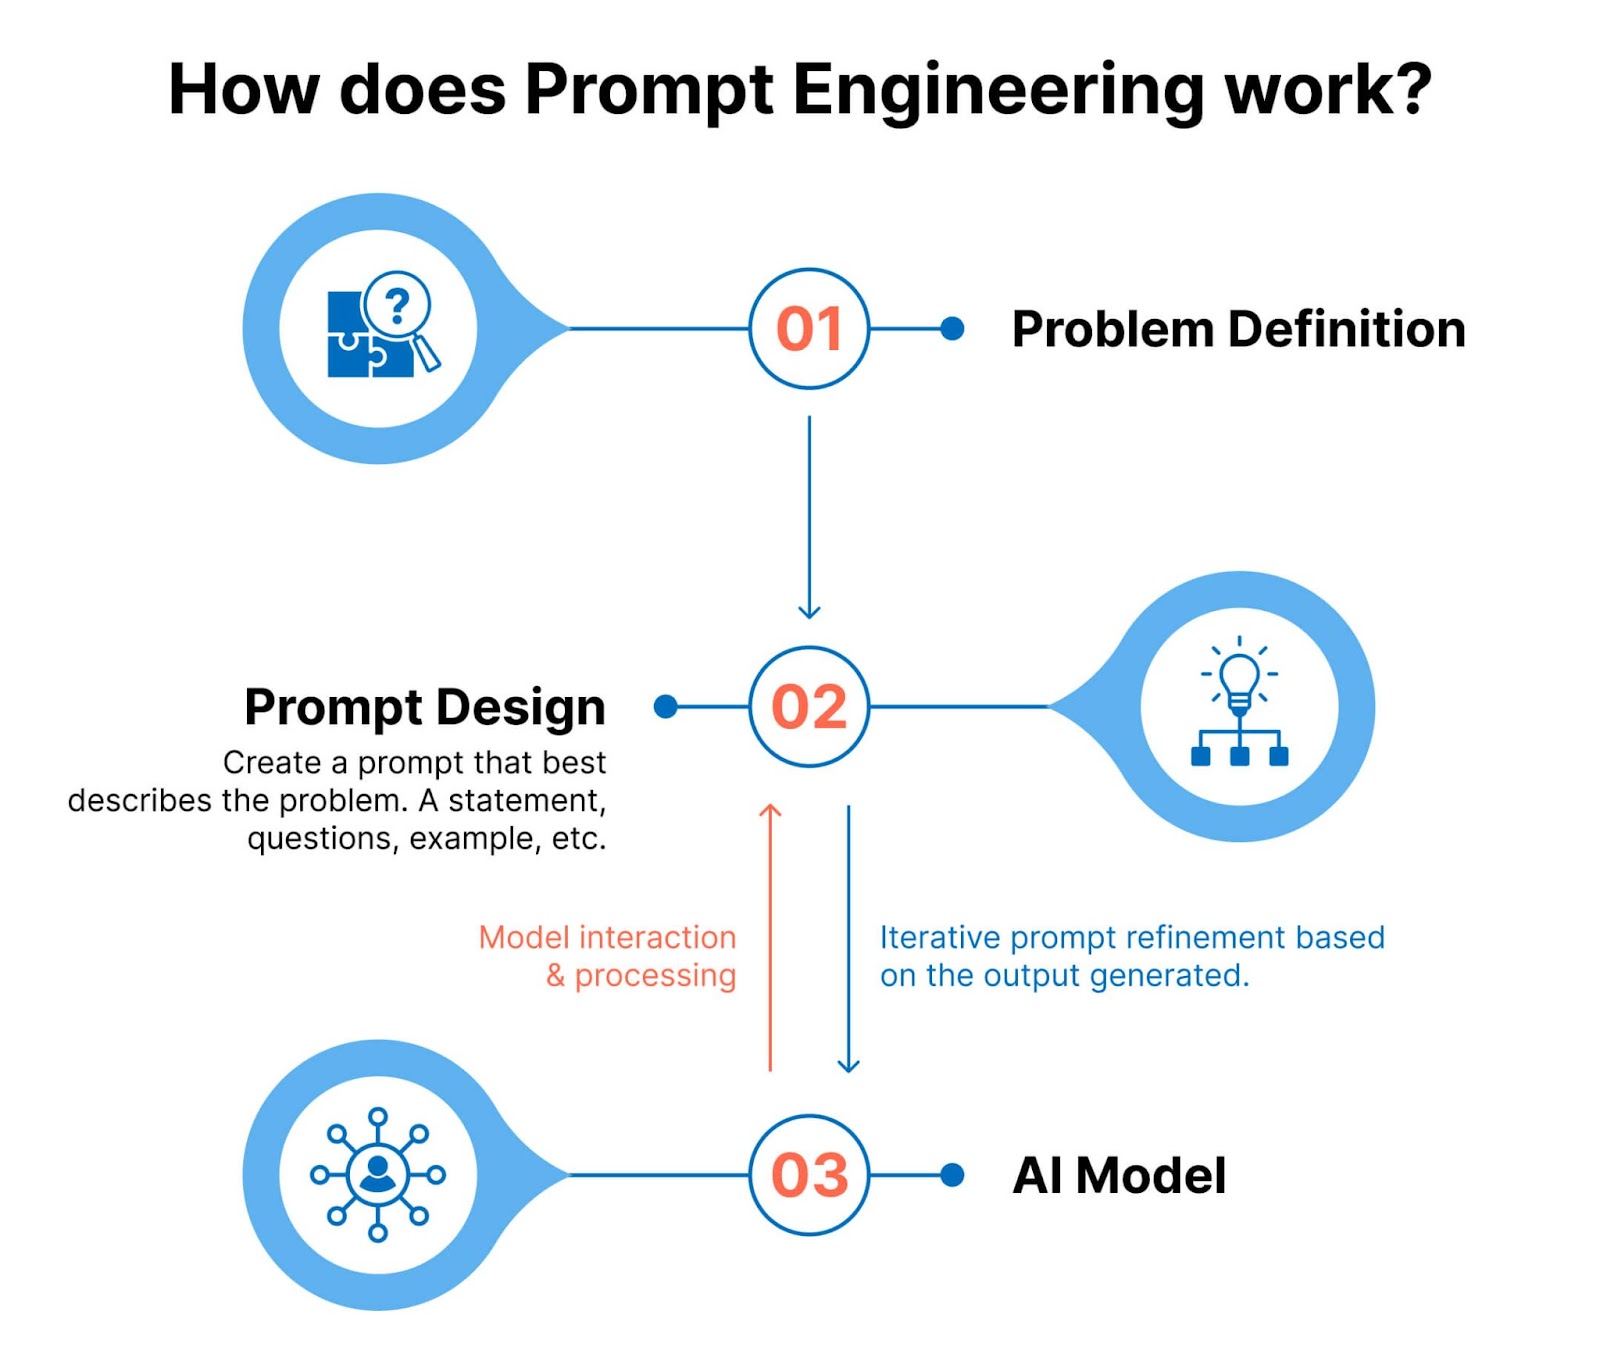 How does Prompt Engineering work?
?
01
Problem Definition
02
Prompt Design
Create a prompt that best
describes the problem. A statement,
questions, example, etc.
Model interaction
& processing
Iterative prompt refinement based
on the output generated.
03
AI Model